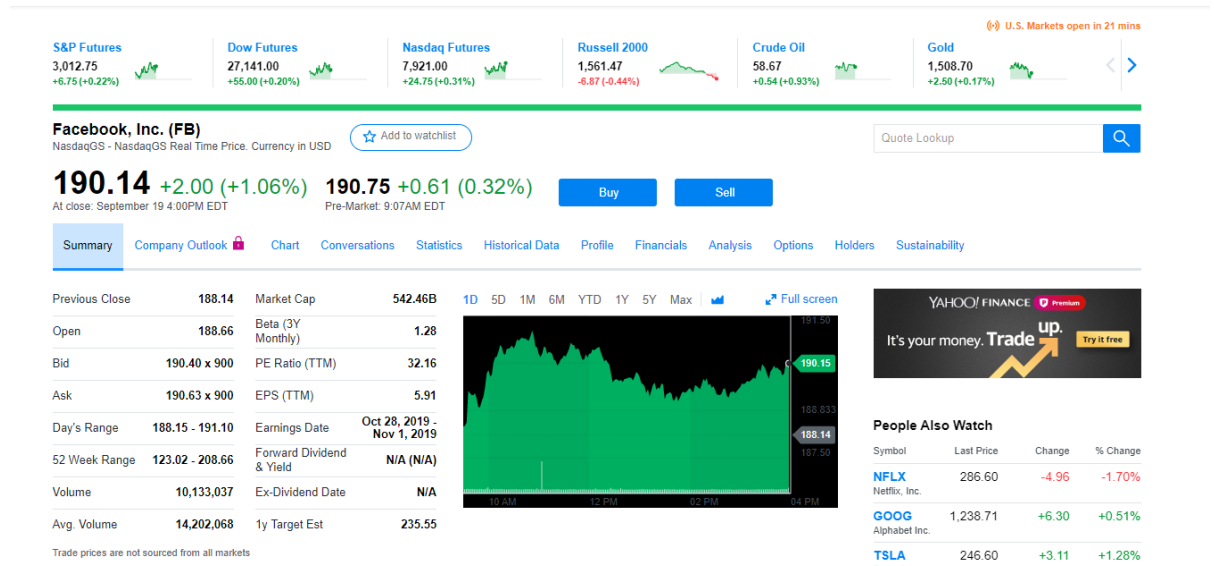 U.S. Markets open in 21 mins
S&P Futures
3,012.75
+6.75 (+0.22%)
Dow Futures
27,141.00
+55.00 (+0.20%)
Nasdaq Futures
7,921.00
+24.75 (+0.31%)
Russell 2000
1,561.47
-6.87 (-0.44%)
Crude Oil
58.67
+0.54 (+0.93%)
Gold
1,508.70
+2.50 (+0.17%)
Facebook, Inc. (FB)
NasdaqGS - NasdaqGS Real Time Price. Currency in USD
Add to watchlist
Quote Lookup
190.14 +2.00 (+1.06%)
At close: September 19 4:00PM EDT
190.75 +0.61 (0.32%)
Pre-Market: 9:07AM EDT
Buy
Sell
Summary Company Outlook Chart Conversations Statistics Historical Data Profile Financials Analysis Options Holders Sustainability
Previous Close 188.14
Open 188.66
Bid 190.40 x 900
Ask 190.63 x 900
Day's Range 188.15 - 191.10
52 Week Range 123.02 - 208.66
Volume 10,133,037
Avg. Volume 14,202,068
Trade prices are not sourced from all markets
Market Cap 542.46B
Beta (3Y
Monthly) 1.28
PE Ratio (TTM) 32.16
EPS (TTM) 5.91
Earnings Date Oct 28, 2019 -
Nov 1, 2019
Forward Dividend
& Yield N/A (N/A)
Ex-Dividend Date N/A
1y Target Est 235.55
1D 5D 1M 6M YTD 1Y 5Y Max Full screen
191.50
190.15
188.833
188.14
187.50
10 AM 12 PM 02 PM 04 PM
YAHOO! FINANCE Premium
It's your money. Trade up.
Try it free
People Also Watch
Symbol Last Price Change % Change
NFLX 286.60 -4.96 -1.70%
Netflix, Inc.
GOOG 1,238.71 +6.30 +0.51%
Alphabet Inc.
TSLA 246.60 +3.11 +1.28%